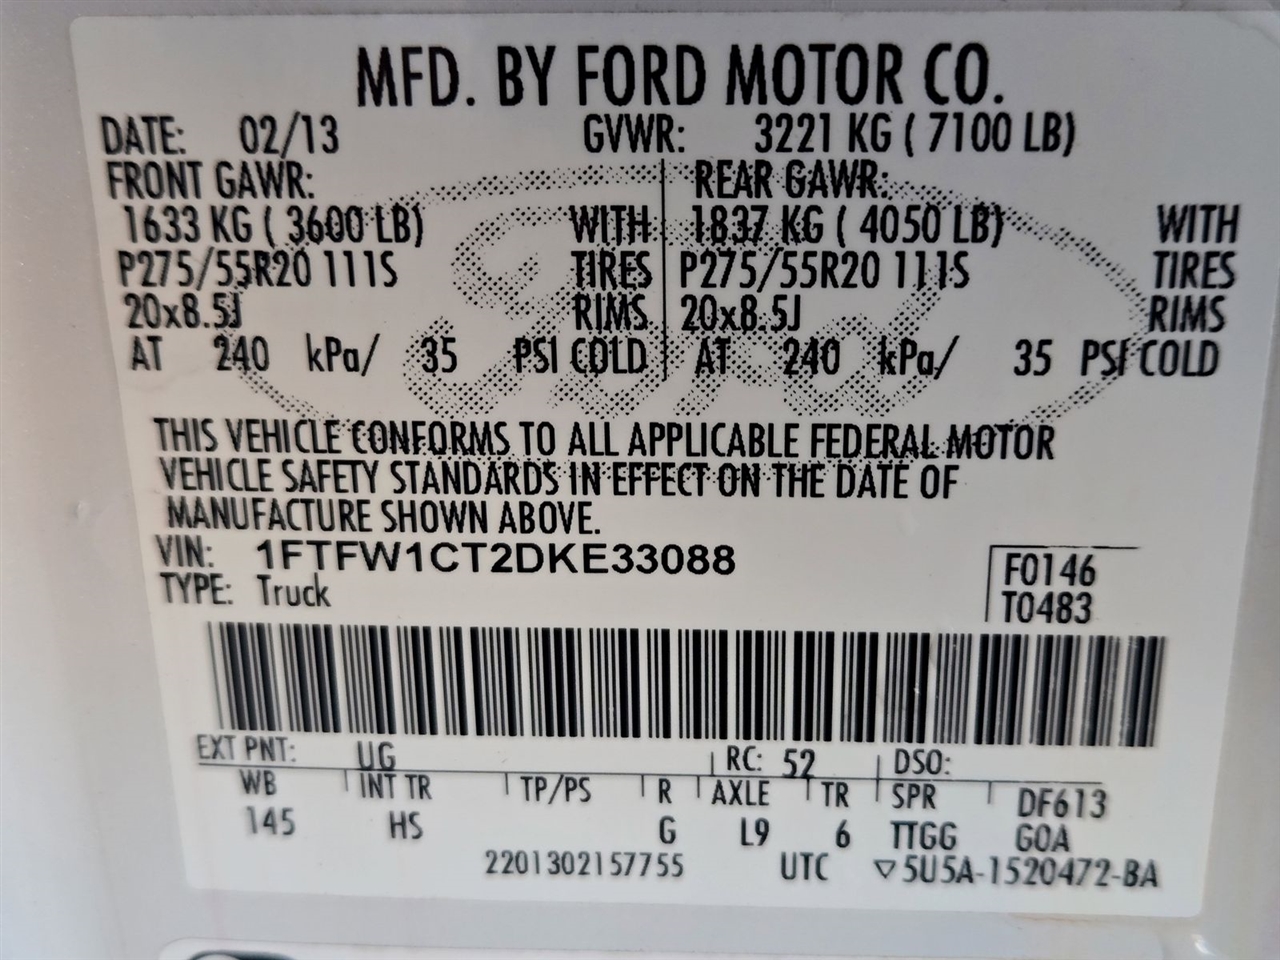 MFD. BY FORD MOTOR CO.
DATE: 02/13 GVWR: 3221 KG ( 7100 LB)
FRONT GAWR: REAR GAWR:
1633 KG ( 3600 LB) WITH 1837 KG ( 4050 LB) WITH
P275/55R20 111S TIRES P275/55R20 111S TIRES
20x8.5J RIMS 20x8.5J RIMS
AT 240 kPa/ 35 PSI COLD AT 240 kPa/ 35 PSI COLD
THIS VEHICLE CONFORMS TO ALL APPLICABLE FEDERAL MOTOR
VEHICLE SAFETY STANDARDS IN EFFECT ON THE DATE OF
MANUFACTURE SHOWN ABOVE.
VIN: 1FTFW1CT2DKE33088 F0146
TYPE: Truck T0483
EXT PNT: UG RC: 52 DSO:
WB INT TR TP/PS R AXLE TR SPR DF613
145 HS G L9 6 TTGG GOA
2201302157755 UTC ▽5U5A-1520472-BA